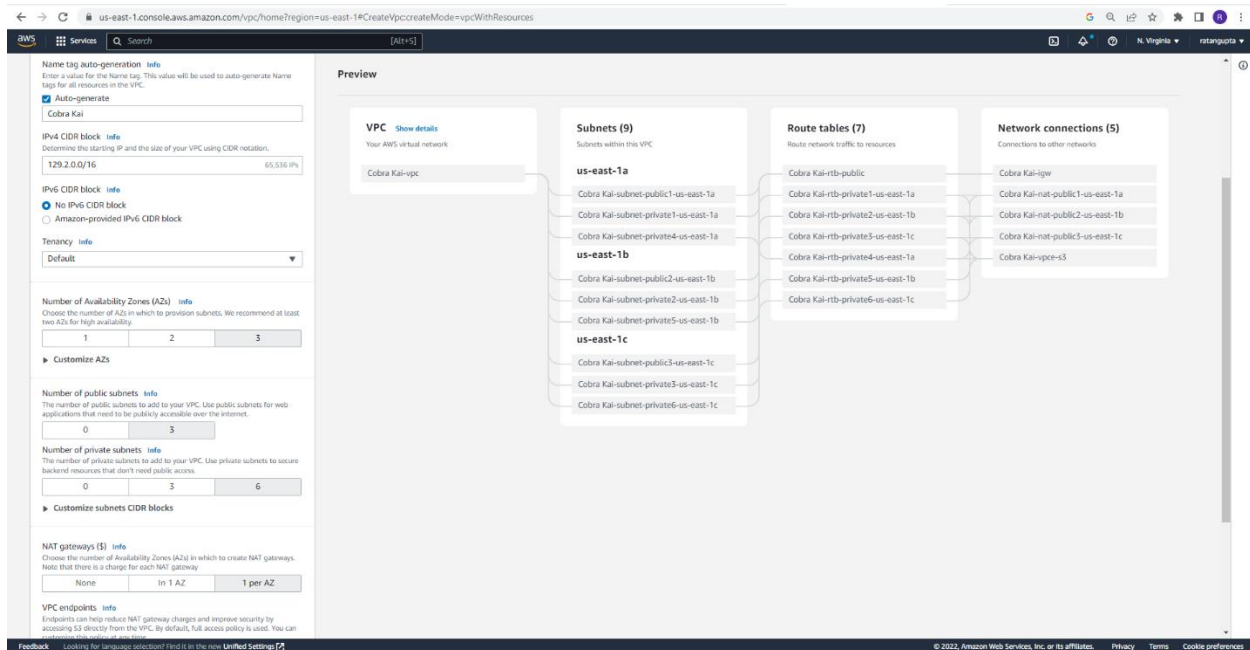 us-east-1.console.aws.amazon.com/vpc/home?region=us-east-1#CreateVpc:createMode=vpcWithResources
aws Services Search [Alt+S] N. Virginia ratangupta
Name tag auto-generation Info
Enter a value for the Name tag. This value will be used to auto-generate Name
tags for all resources in the VPC.
Auto-generate
Cobra Kai
IPv4 CIDR block Info
Determine the starting IP and the size of your VPC using CIDR notation.
129.2.0.0/16 65,536 IPs
IPv6 CIDR block Info
No IPv6 CIDR block
Amazon-provided IPv6 CIDR block
Tenancy Info
Default
Number of Availability Zones (AZs) Info
Choose the number of AZs in which to provision subnets. We recommend at least
two AZs for high availability.
1 2 3
Customize AZs
Number of public subnets Info
The number of public subnets to add to your VPC. Use public subnets for web
applications that need to be publicly accessible over the internet.
0 3
Number of private subnets Info
The number of private subnets to add to your VPC. Use private subnets to secure
backend resources that don't need public access.
0 3 6
Customize subnets CIDR blocks
NAT gateways ($) Info
Choose the number of Availability Zones (AZs) in which to create NAT gateways.
Note that there is a charge for each NAT gateway
None In 1 AZ 1 per AZ
VPC endpoints Info
Endpoints can help reduce NAT gateway charges and improve security by
accessing S3 directly from the VPC. By default, full access policy is used. You can
customize this policy at any time.
Preview
VPC Show details
Your AWS virtual network
Cobra Kai-vpc
Subnets (9)
Subnets within this VPC
us-east-1a
Cobra Kai-subnet-public1-us-east-1a
Cobra Kai-subnet-private1-us-east-1a
Cobra Kai-subnet-private4-us-east-1a
us-east-1b
Cobra Kai-subnet-public2-us-east-1b
Cobra Kai-subnet-private2-us-east-1b
Cobra Kai-subnet-private5-us-east-1b
us-east-1c
Cobra Kai-subnet-public3-us-east-1c
Cobra Kai-subnet-private3-us-east-1c
Cobra Kai-subnet-private6-us-east-1c
Route tables (7)
Route network traffic to resources
Cobra Kai-rtb-public
Cobra Kai-rtb-private1-us-east-1a
Cobra Kai-rtb-private2-us-east-1b
Cobra Kai-rtb-private3-us-east-1c
Cobra Kai-rtb-private4-us-east-1a
Cobra Kai-rtb-private5-us-east-1b
Cobra Kai-rtb-private6-us-east-1c
Network connections (5)
Connections to other networks
Cobra Kai-igw
Cobra Kai-nat-public1-us-east-1a
Cobra Kai-nat-public2-us-east-1b
Cobra Kai-nat-public3-us-east-1c
Cobra Kai-vpce-s3
Feedback Looking for language selection? Find it in the new Unified Settings © 2022, Amazon Web Services, Inc. or its affiliates. Privacy Terms Cookie preferences